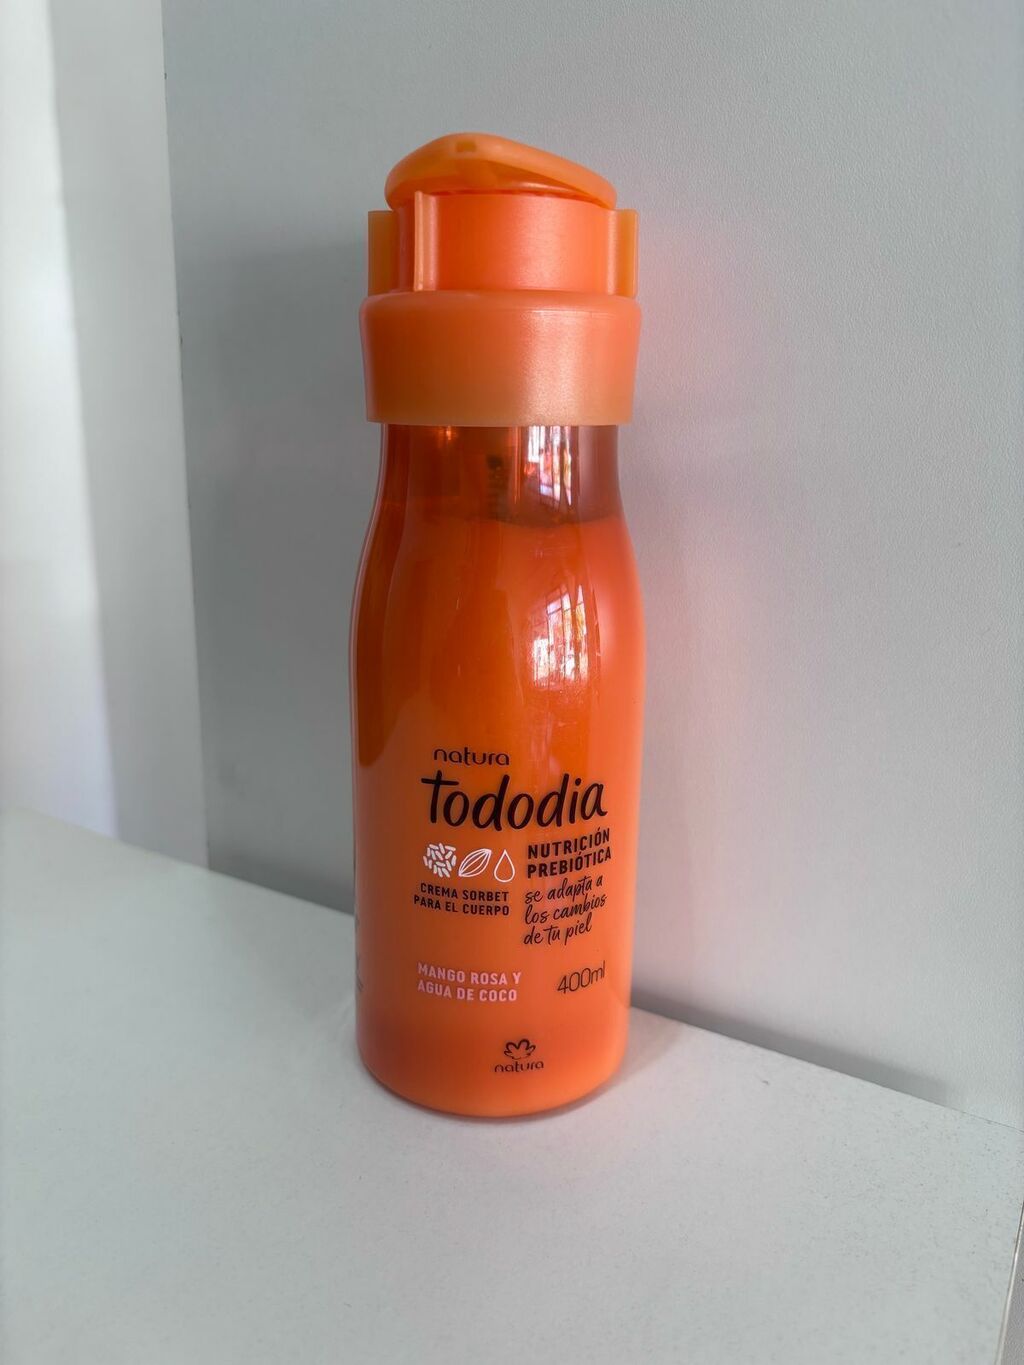 natura
tododia
NUTRICIÓN
PREBIÓTICA
CREMA SORBET
PARA EL CUERPO
se adapta a
los cambios
de tu piel
MANGO ROSA Y
AGUA DE COCO
400ml
natura